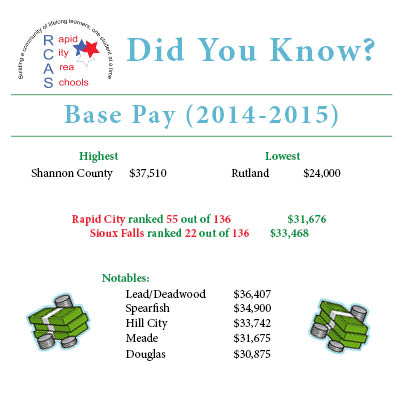 Building a community of lifelong learners, one student at a time
Rapid
City
Area
Schools
Did You Know?
Base Pay (2014-2015)
Highest Lowest
Shannon County $37,510 Rutland $24,000
Rapid City ranked 55 out of 136 $31,676
Sioux Falls ranked 22 out of 136 $33,468
Notables:
Lead/Deadwood $36,407
Spearfish $34,900
Hill City $33,742
Meade $31,675
Douglas $30,875